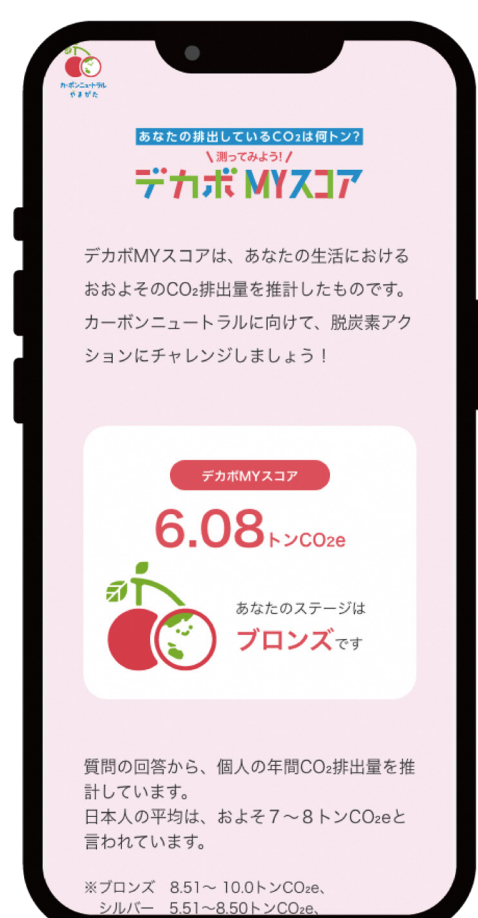 カーボンニュートラル
やまがた
あなたの排出しているCO₂は何トン?
\ 測ってみよう! /
デカボ MYスコア
デカボMYスコアは、あなたの生活における
おおよそのCO₂排出量を推計したものです。
カーボンニュートラルに向けて、脱炭素アク
ションにチャレンジしましょう！
デカボMYスコア
6.08トンCO₂e
あなたのステージは
ブロンズです
質問の回答から、個人の年間CO₂排出量を推
計しています。
日本人の平均は、およそ７～８トンCO₂eと
言われています。
※ブロンズ　8.51～ 10.0トンCO₂e、
シルバー　5.51～8.50トンCO₂e、